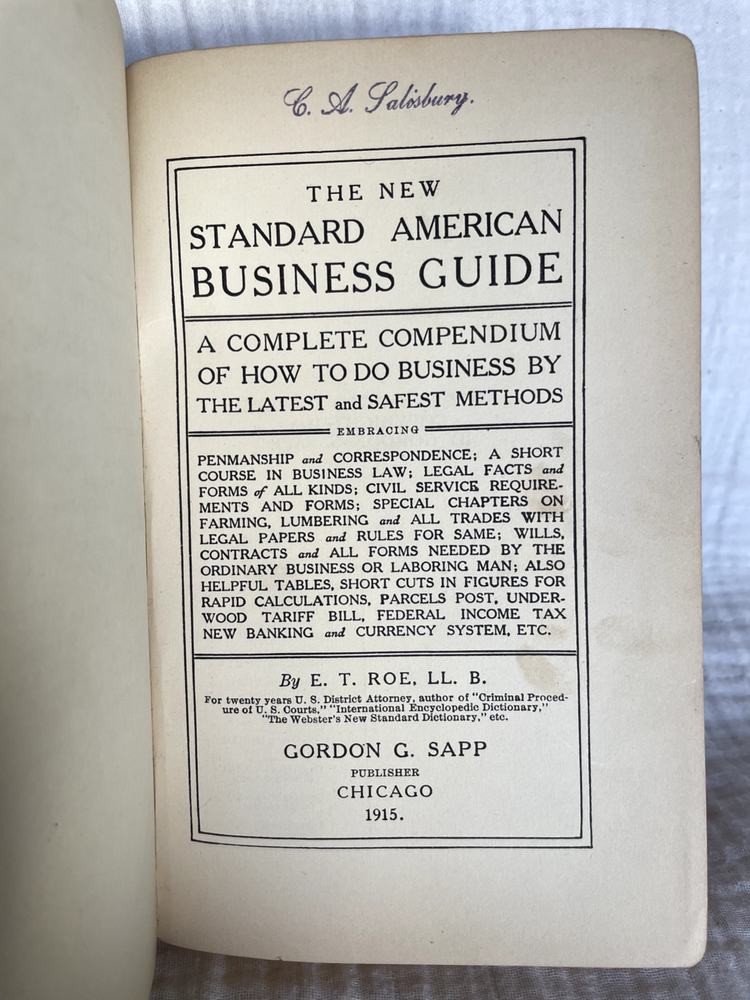 C. A. Salisbury.
THE NEW
STANDARD AMERICAN
BUSINESS GUIDE
A COMPLETE COMPENDIUM
OF HOW TO DO BUSINESS BY
THE LATEST and SAFEST METHODS
EMBRACING
PENMANSHIP and CORRESPONDENCE; A SHORT
COURSE IN BUSINESS LAW; LEGAL FACTS and
FORMS of ALL KINDS; CIVIL SERVICE REQUIRE-
MENTS AND FORMS; SPECIAL CHAPTERS ON
FARMING, LUMBERING and ALL TRADES WITH
LEGAL PAPERS and RULES FOR SAME; WILLS,
CONTRACTS and ALL FORMS NEEDED BY THE
ORDINARY BUSINESS OR LABORING MAN; ALSO
HELPFUL TABLES, SHORT CUTS IN FIGURES FOR
RAPID CALCULATIONS, PARCELS POST, UNDER-
WOOD TARIFF BILL, FEDERAL INCOME TAX
NEW BANKING and CURRENCY SYSTEM, ETC.
By E. T. ROE, LL. B.
For twenty years U. S. District Attorney, author of "Criminal Proced-
ure of U. S. Courts," "International Encyclopedic Dictionary,"
"The Webster's New Standard Dictionary," etc.
GORDON G. SAPP
PUBLISHER
CHICAGO
1915.